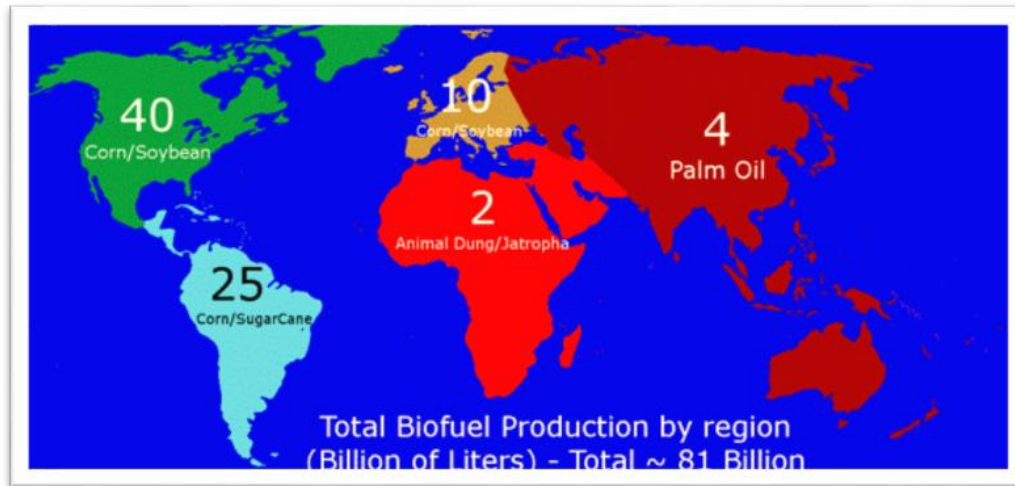 40
Corn/Soybean
10
Corn/Soybean
4
Palm Oil
2
Animal Dung/Jatropha
25
Corn/SugarCane
Total Biofuel Production by region
(Billion of Liters) - Total ~ 81 Billion